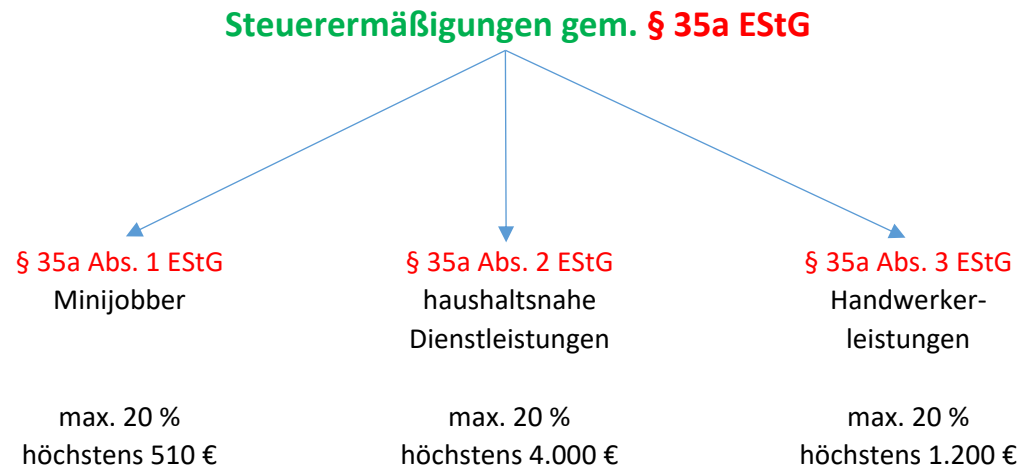 Steuerermäßigungen gem. § 35a EStG
§ 35a Abs. 1 EStG
Minijobber
max. 20 %
höchstens 510 €
§ 35a Abs. 2 EStG
haushaltsnahe
Dienstleistungen
max. 20 %
höchstens 4.000 €
§ 35a Abs. 3 EStG
Handwerker-
leistungen
max. 20 %
höchstens 1.200 €